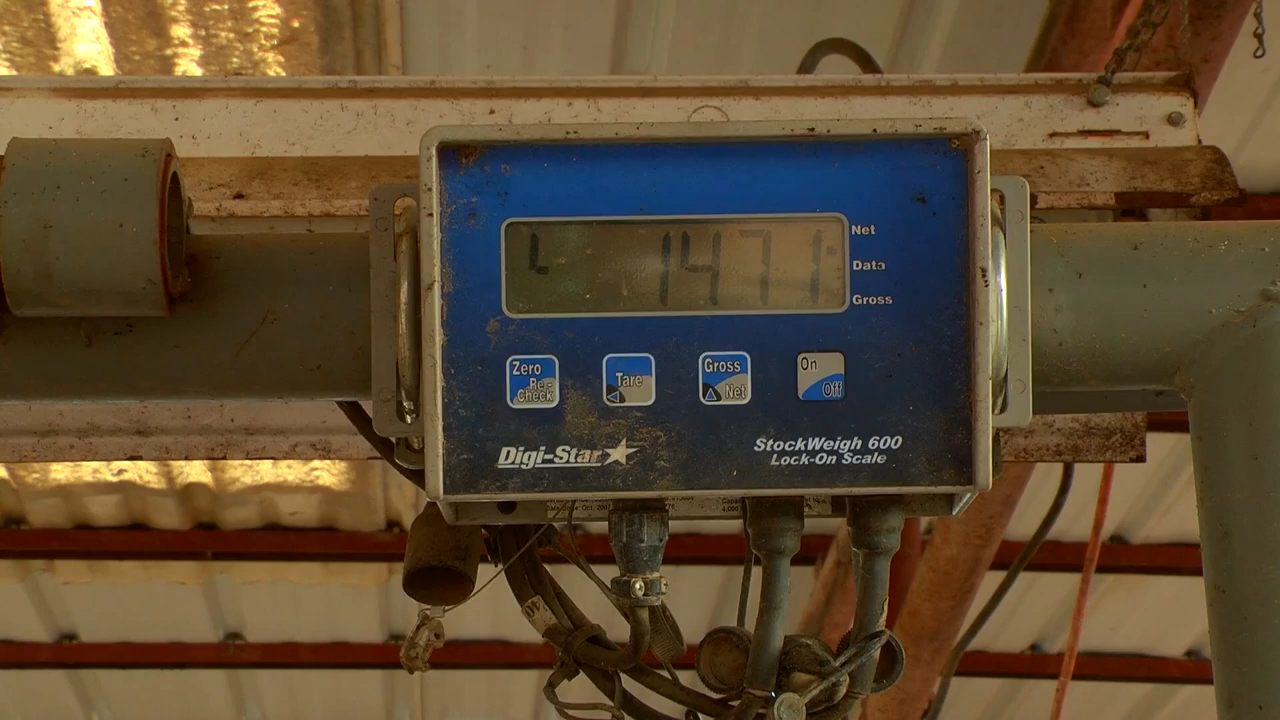 1471
Net
Data
Gross
Zero
Re-
Check
Tare
Gross
Net
On
Off
Digi-Star
StockWeigh 600
Lock-On Scale